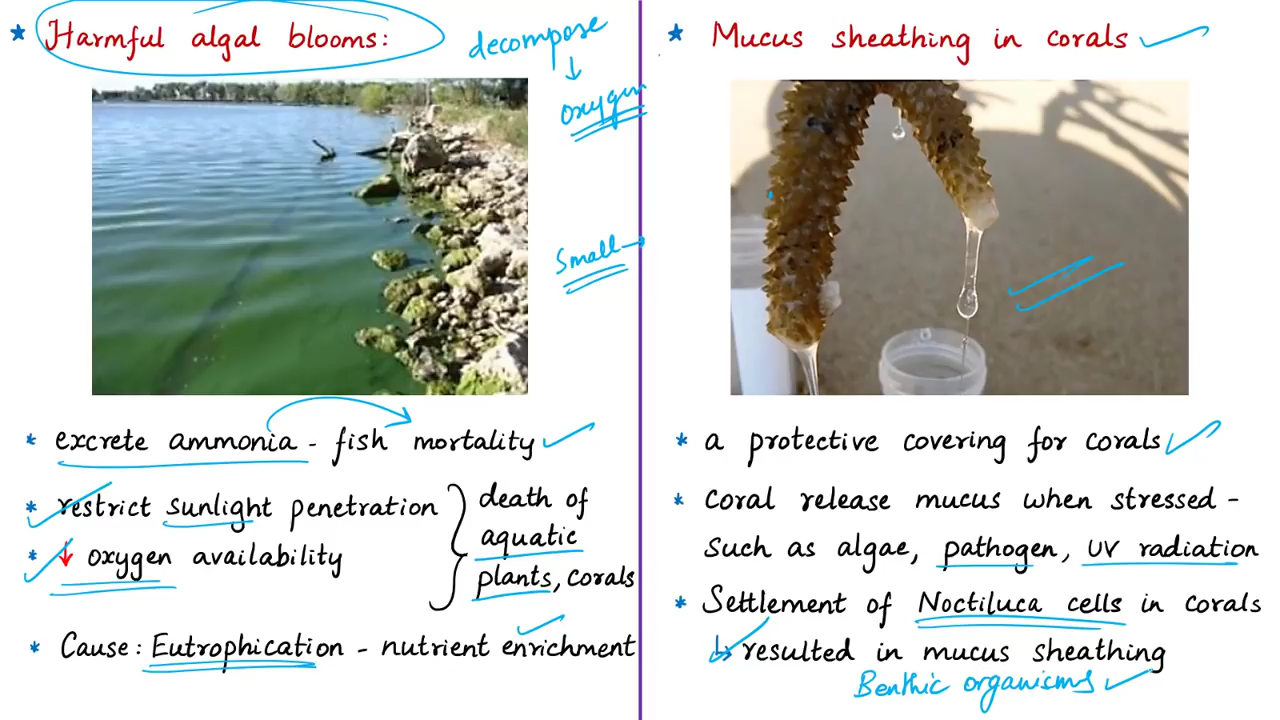 * Harmful algal blooms:
decompose
↓
oxygen
small →
* excrete ammonia - fish mortality
* restrict sunlight penetration
* ↓ oxygen availability
death of
aquatic
plants, corals
* Cause: Eutrophication - nutrient enrichment
* Mucus sheathing in corals
* a protective covering for corals
* Coral release mucus when stressed -
Such as algae, pathogen, UV radiation
* Settlement of Noctiluca cells in corals
↳ resulted in mucus sheathing
Benthic organisms